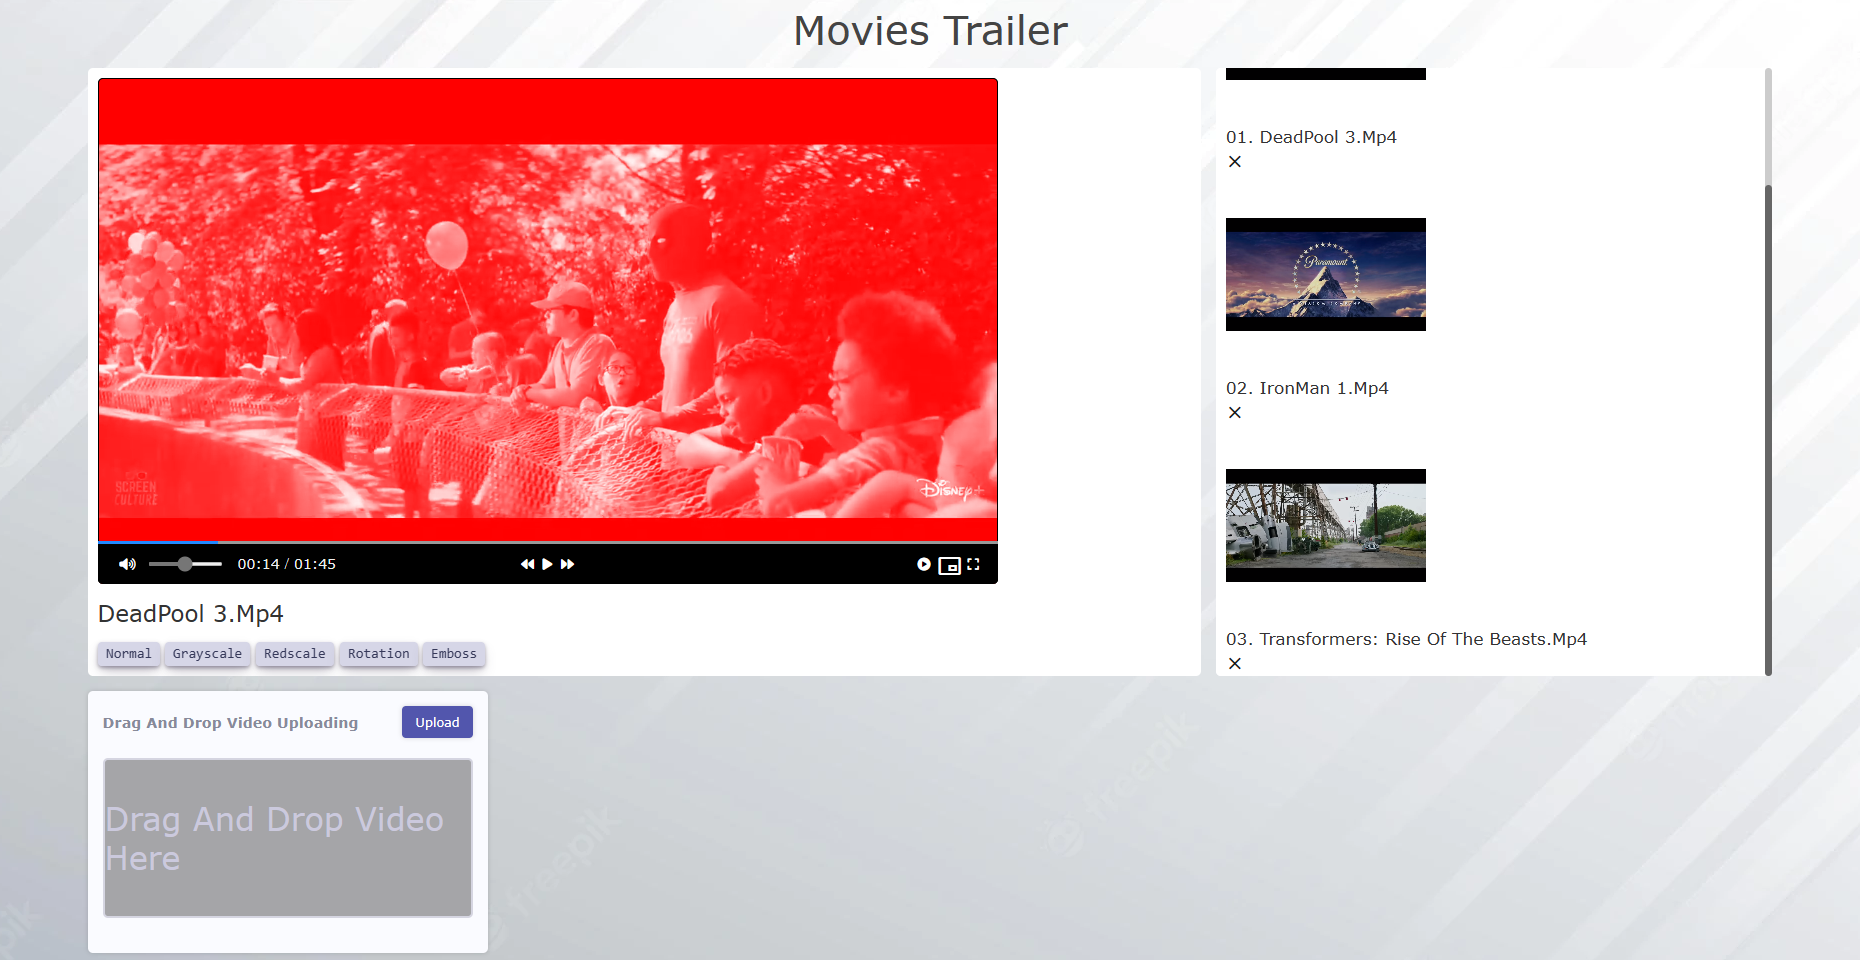 Movies Trailer
SCREEN
CULTURE
Disney+
00:14 / 01:45
DeadPool 3.Mp4
Normal
Grayscale
Redscale
Rotation
Emboss
01. DeadPool 3.Mp4
Paramount
02. IronMan 1.Mp4
03. Transformers: Rise Of The Beasts.Mp4
Drag And Drop Video Uploading
Upload
Drag And Drop Video
Here
freepik
freepik